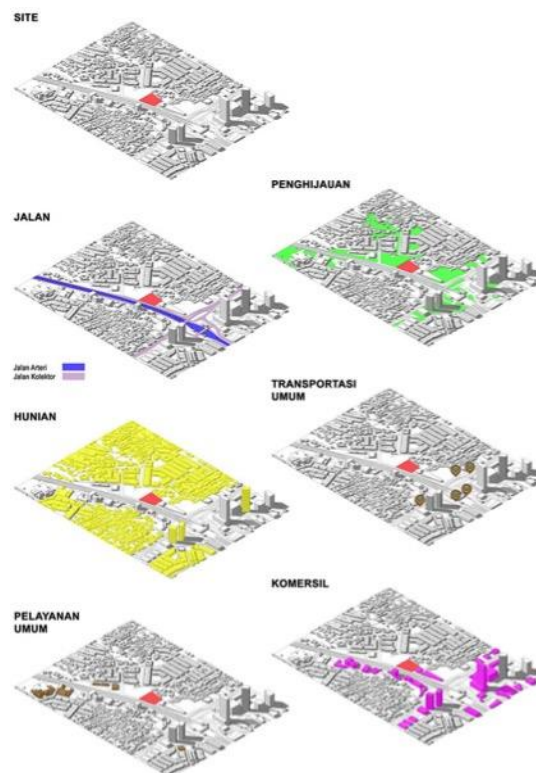 SITE
PENGHIJAUAN
JALAN
Jalan Arteri
Jalan Kolektor
TRANSPORTASI
UMUM
HUNIAN
KOMERSIL
PELAYANAN
UMUM